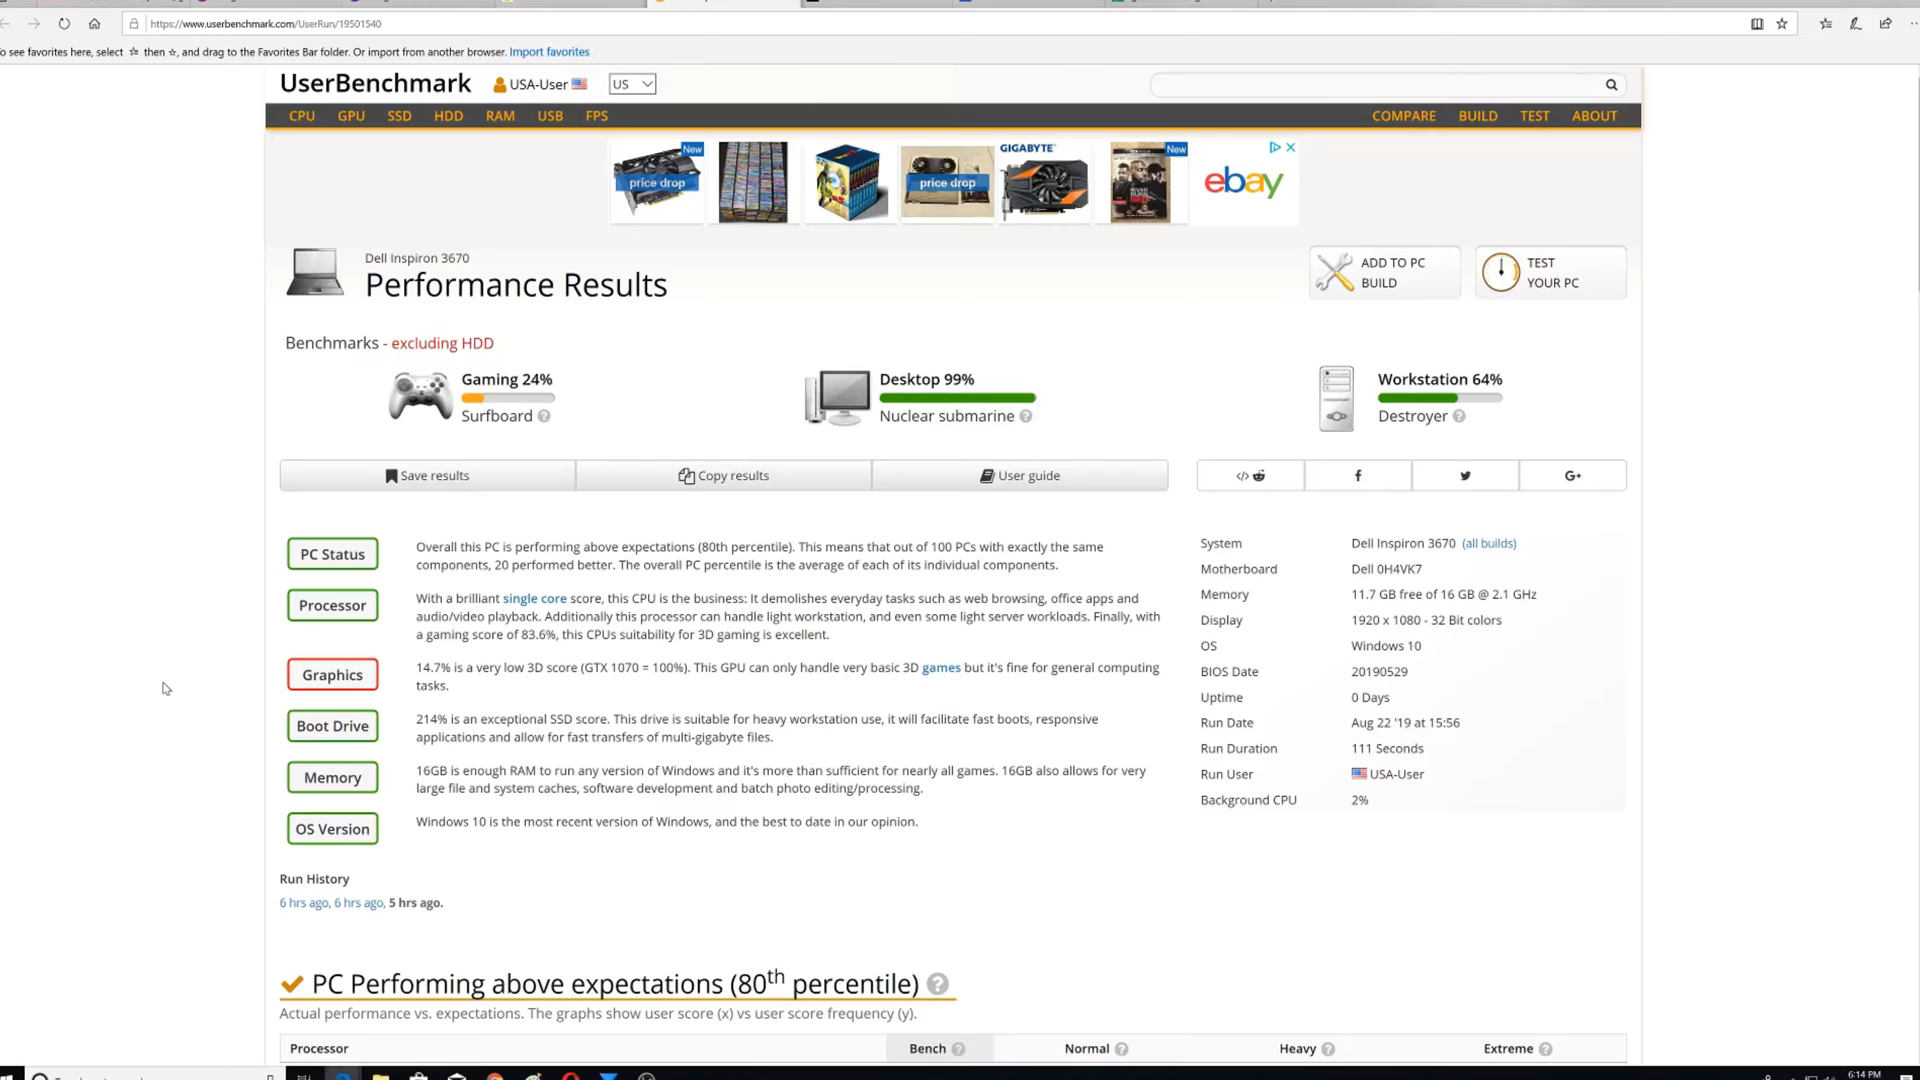 https://www.userbenchmark.com/UserRun/19501540
o see favorites here, select ☆ then ☆, and drag to the Favorites Bar folder. Or import from another browser. Import favorites
UserBenchmark USA-User US
CPU GPU SSD HDD RAM USB FPS COMPARE BUILD TEST ABOUT
New
price drop
price drop
GIGABYTE
New
ebay
Dell Inspiron 3670
Performance Results
ADD TO PC BUILD
TEST YOUR PC
Benchmarks - excluding HDD
Gaming 24%
Surfboard
Desktop 99%
Nuclear submarine
Workstation 64%
Destroyer
Save results Copy results User guide
PC Status
Overall this PC is performing above expectations (80th percentile). This means that out of 100 PCs with exactly the same
components, 20 performed better. The overall PC percentile is the average of each of its individual components.
Processor
With a brilliant single core score, this CPU is the business: It demolishes everyday tasks such as web browsing, office apps and
audio/video playback. Additionally this processor can handle light workstation, and even some light server workloads. Finally, with
a gaming score of 83.6%, this CPUs suitability for 3D gaming is excellent.
Graphics
14.7% is a very low 3D score (GTX 1070 = 100%). This GPU can only handle very basic 3D games but it's fine for general computing
tasks.
Boot Drive
214% is an exceptional SSD score. This drive is suitable for heavy workstation use, it will facilitate fast boots, responsive
applications and allow for fast transfers of multi-gigabyte files.
Memory
16GB is enough RAM to run any version of Windows and it's more than sufficient for nearly all games. 16GB also allows for very
large file and system caches, software development and batch photo editing/processing.
OS Version
Windows 10 is the most recent version of Windows, and the best to date in our opinion.
System Dell Inspiron 3670 (all builds)
Motherboard Dell 0H4VK7
Memory 11.7 GB free of 16 GB @ 2.1 GHz
Display 1920 x 1080 - 32 Bit colors
OS Windows 10
BIOS Date 20190529
Uptime 0 Days
Run Date Aug 22 '19 at 15:56
Run Duration 111 Seconds
Run User USA-User
Background CPU 2%
Run History
6 hrs ago, 6 hrs ago, 5 hrs ago.
PC Performing above expectations (80th percentile)
Actual performance vs. expectations. The graphs show user score (x) vs user score frequency (y).
Processor Bench Normal Heavy Extreme
6:14 PM